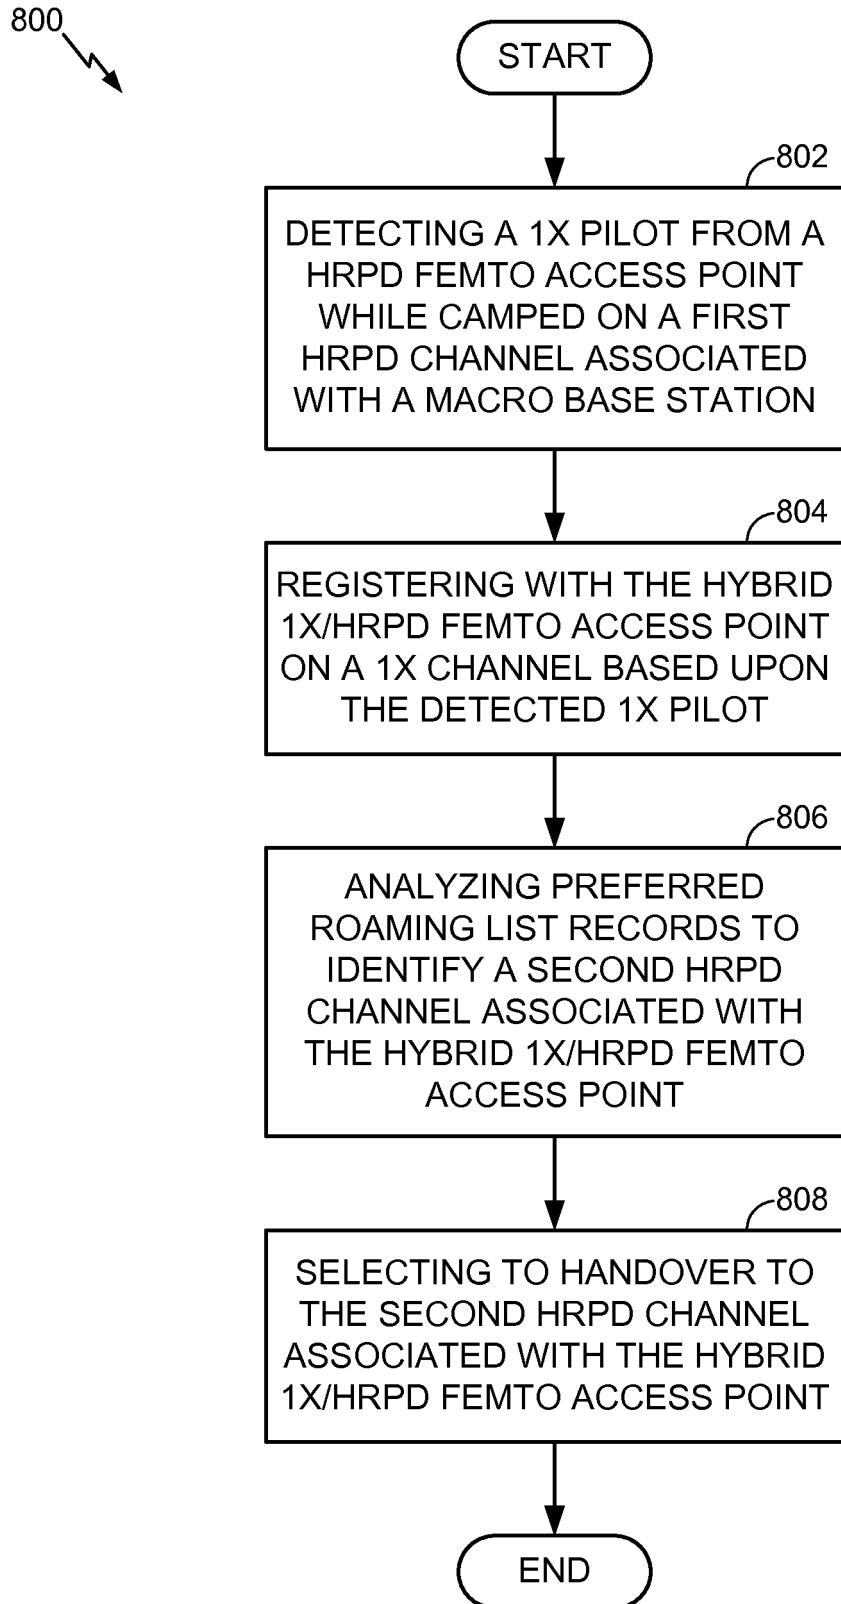 800
START
802
DETECTING A 1X PILOT FROM A
HRPD FEMTO ACCESS POINT
WHILE CAMPED ON A FIRST
HRPD CHANNEL ASSOCIATED
WITH A MACRO BASE STATION
804
REGISTERING WITH THE HYBRID
1X/HRPD FEMTO ACCESS POINT
ON A 1X CHANNEL BASED UPON
THE DETECTED 1X PILOT
806
ANALYZING PREFERRED
ROAMING LIST RECORDS TO
IDENTIFY A SECOND HRPD
CHANNEL ASSOCIATED WITH
THE HYBRID 1X/HRPD FEMTO
ACCESS POINT
808
SELECTING TO HANDOVER TO
THE SECOND HRPD CHANNEL
ASSOCIATED WITH THE HYBRID
1X/HRPD FEMTO ACCESS POINT
END